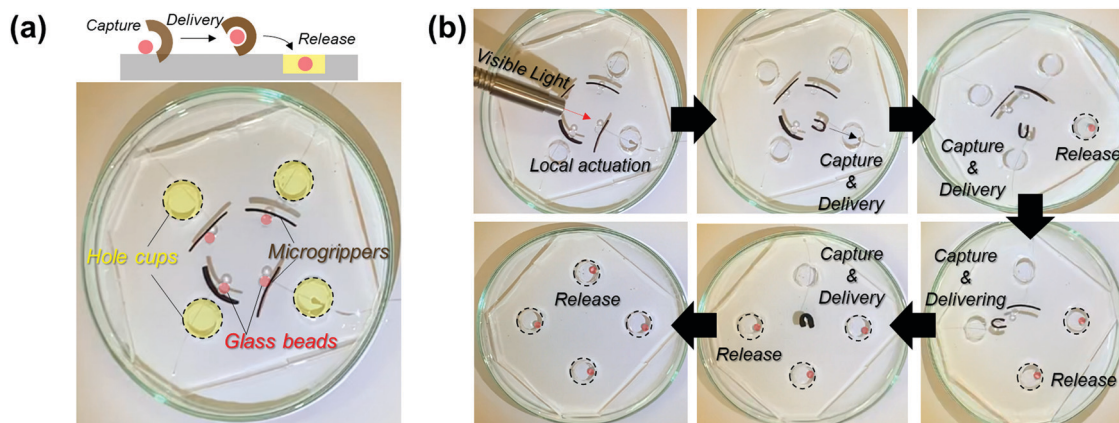 (a)
Capture
Delivery
Release
Hole cups
Microgrippers
Glass beads
(b)
Visible Light
Local actuation
Capture
&
Delivery
Capture
&
Delivery
Release
Capture
&
Delivering
Release
Capture
&
Delivery
Release
Release